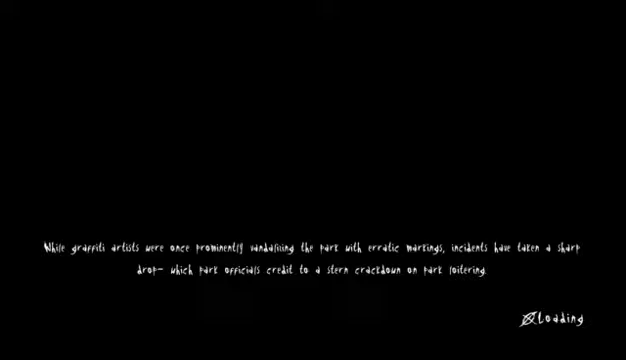 While graffiti artists were once prominently vandalising the park with erratic markings, incidents have taken a sharp
drop- which park officials credit to a stern crackdown on park loitering.
Loading